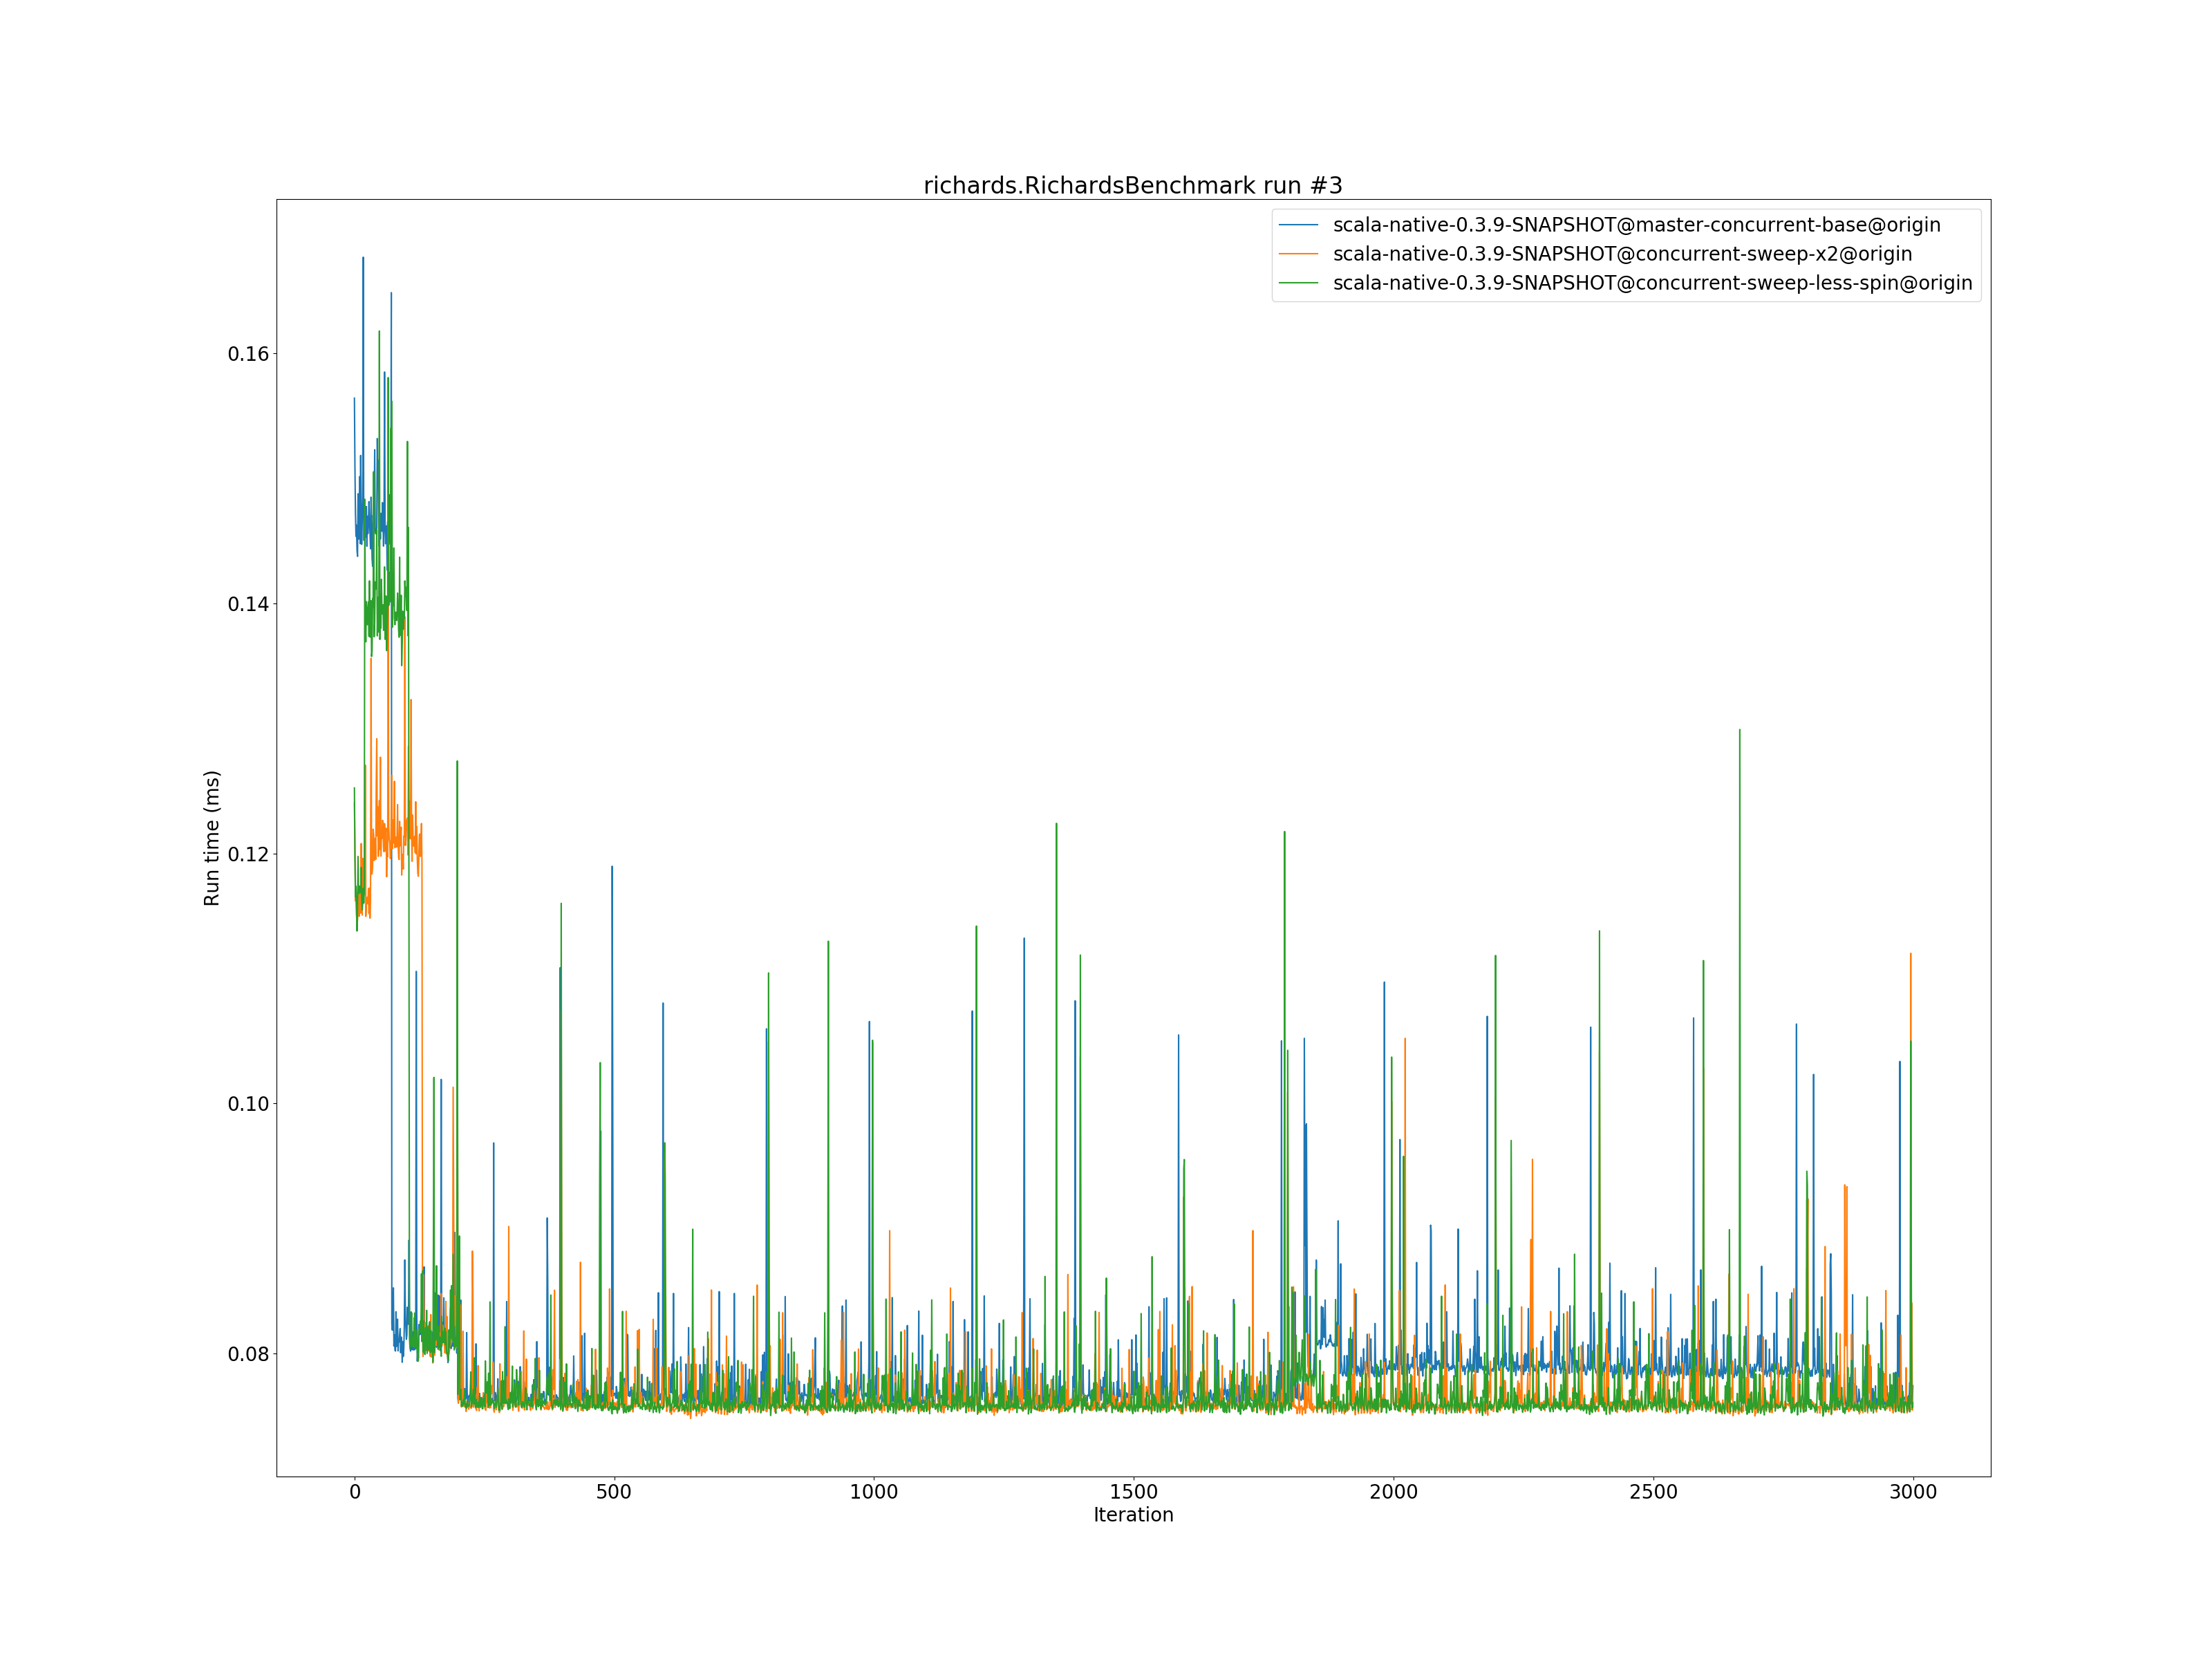 richards.RichardsBenchmark run #3
scala-native-0.3.9-SNAPSHOT@master-concurrent-base@origin
scala-native-0.3.9-SNAPSHOT@concurrent-sweep-x2@origin
scala-native-0.3.9-SNAPSHOT@concurrent-sweep-less-spin@origin
0.16
0.14
0.12
0.10
0.08
Run time (ms)
0 500 1000 1500 2000 2500 3000
Iteration